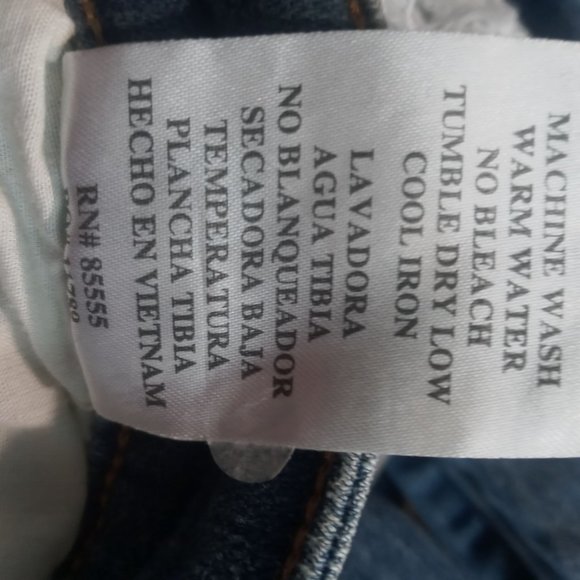 MACHINE WASH
WARM WATER
NO BLEACH
TUMBLE DRY LOW
COOL IRON
LAVADORA
AGUA TIBIA
NO BLANQUEADOR
SECADORA BAJA
TEMPERATURA
PLANCHA TIBIA
HECHO EN VIETNAM
RN# 85555